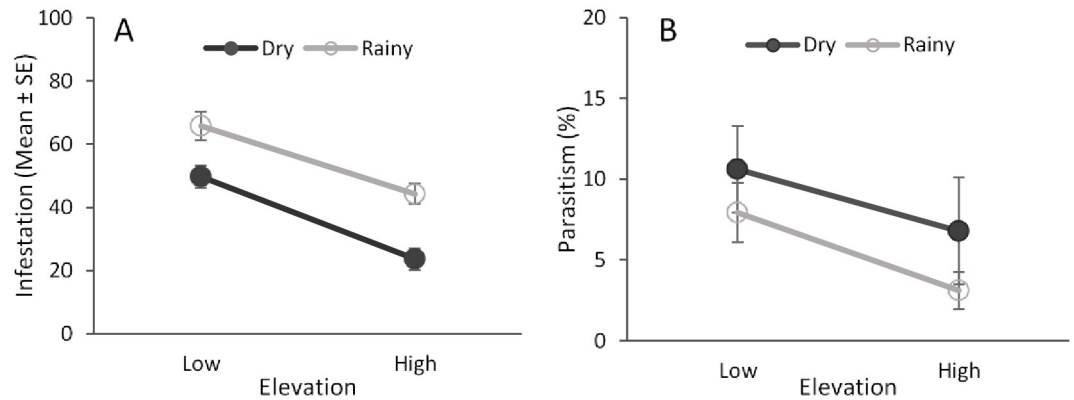 A
Dry
Rainy
Infestation (Mean ± SE)
100
80
60
40
20
0
Low
High
Elevation
B
Dry
Rainy
Parasitism (%)
20
15
10
5
0
Low
High
Elevation